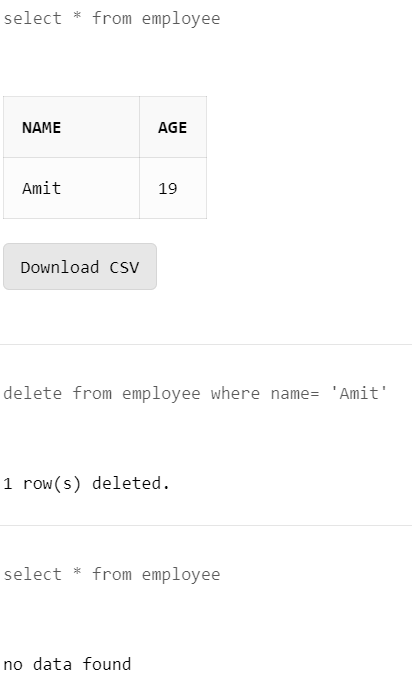 select * from employee
NAME AGE
Amit 19
Download CSV
delete from employee where name= 'Amit'
1 row(s) deleted.
select * from employee
no data found